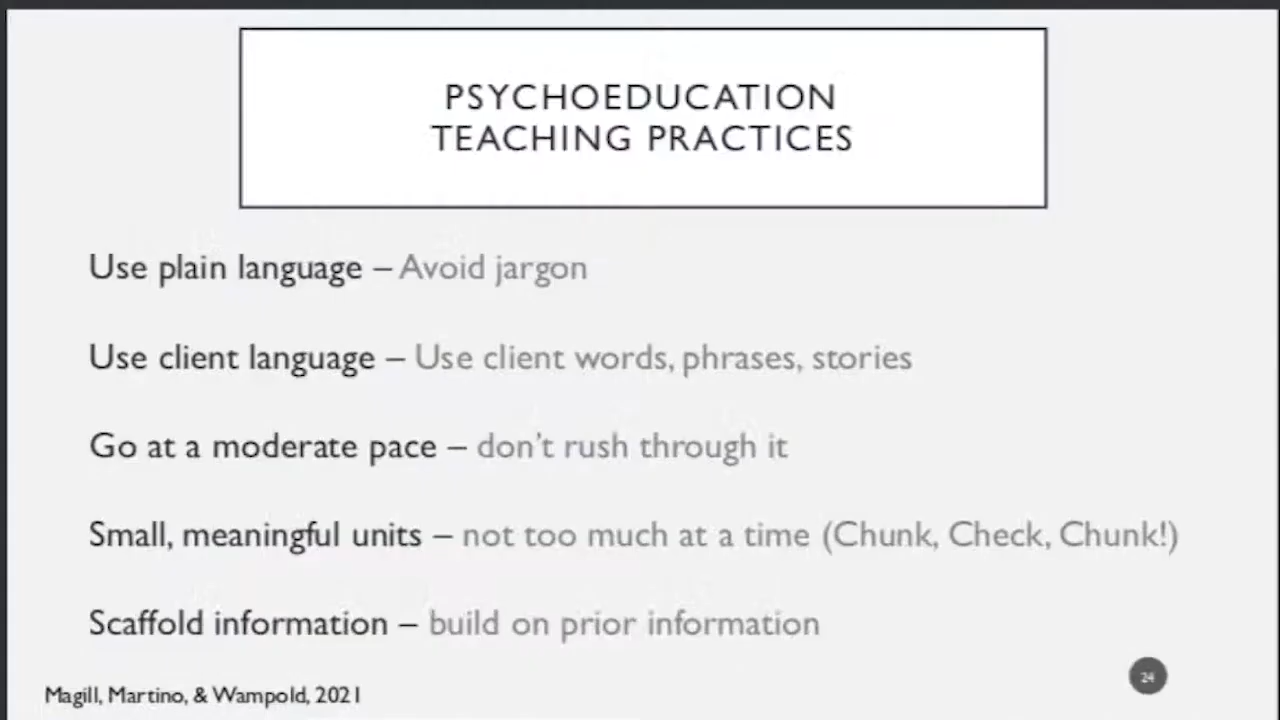 PSYCHOEDUCATION
TEACHING PRACTICES
Use plain language – Avoid jargon
Use client language – Use client words, phrases, stories
Go at a moderate pace – don't rush through it
Small, meaningful units – not too much at a time (Chunk, Check, Chunk!)
Scaffold information – build on prior information
Magill, Martino, & Wampold, 2021
24